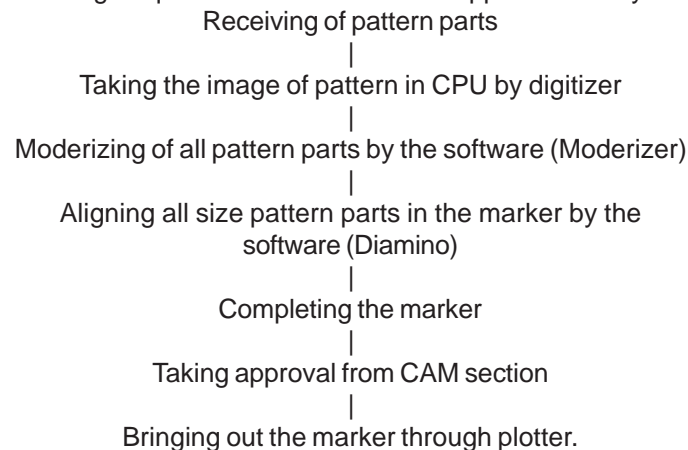 Receiving of pattern parts
|
Taking the image of pattern in CPU by digitizer
|
Moderizing of all pattern parts by the software (Moderizer)
|
Aligning all size pattern parts in the marker by the
software (Diamino)
|
Completing the marker
|
Taking approval from CAM section
|
Bringing out the marker through plotter.